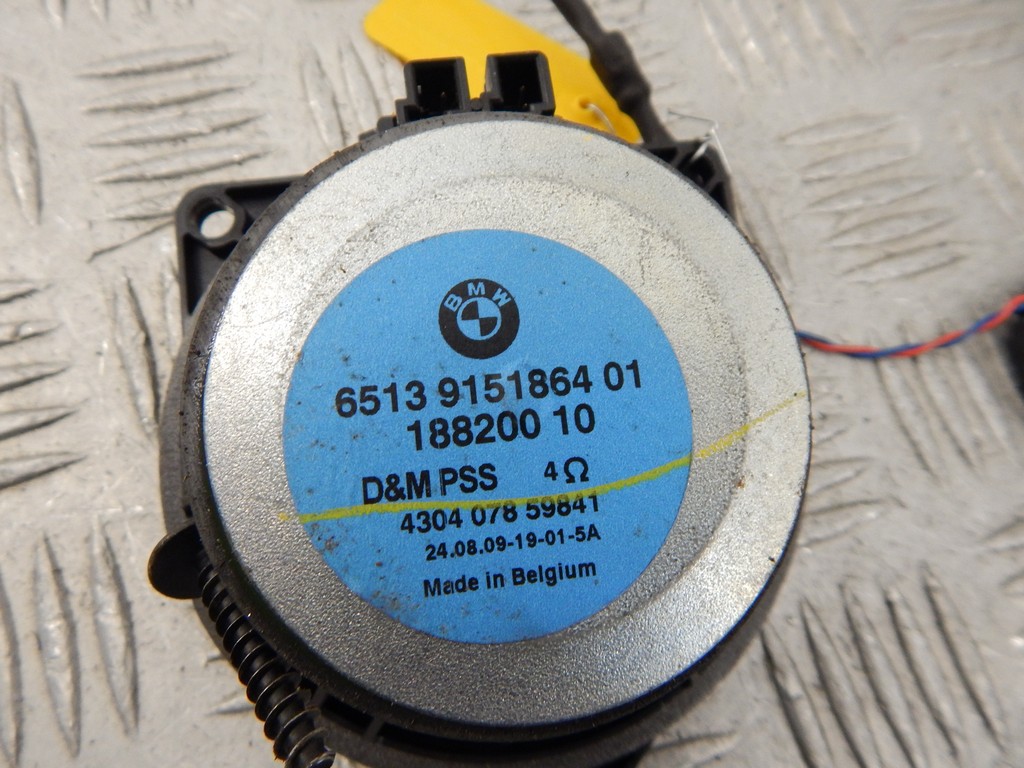 BMW
6513 9151864 01
188200 10
D&M PSS 4Ω
4304 078 59841
24.08.09-19-01-5A
Made in Belgium